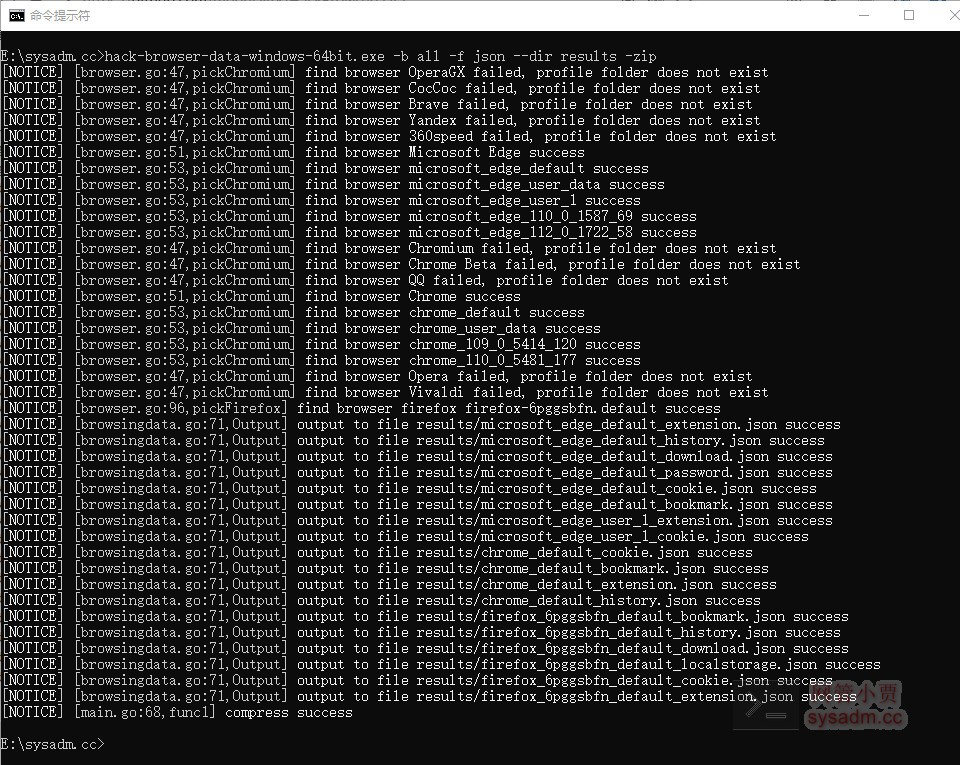 命令提示符
E:\sysadm.cc>hack-browser-data-windows-64bit.exe -b all -f json --dir results -zip
[NOTICE] [browser.go:47,pickChromium] find browser OperaGX failed, profile folder does not exist
[NOTICE] [browser.go:47,pickChromium] find browser CocCoc failed, profile folder does not exist
[NOTICE] [browser.go:47,pickChromium] find browser Brave failed, profile folder does not exist
[NOTICE] [browser.go:47,pickChromium] find browser Yandex failed, profile folder does not exist
[NOTICE] [browser.go:47,pickChromium] find browser 360speed failed, profile folder does not exist
[NOTICE] [browser.go:51,pickChromium] find browser Microsoft Edge success
[NOTICE] [browser.go:53,pickChromium] find browser microsoft_edge_default success
[NOTICE] [browser.go:53,pickChromium] find browser microsoft_edge_user_data success
[NOTICE] [browser.go:53,pickChromium] find browser microsoft_edge_user_1 success
[NOTICE] [browser.go:53,pickChromium] find browser microsoft_edge_110_0_1587_69 success
[NOTICE] [browser.go:53,pickChromium] find browser microsoft_edge_112_0_1722_58 success
[NOTICE] [browser.go:47,pickChromium] find browser Chromium failed, profile folder does not exist
[NOTICE] [browser.go:47,pickChromium] find browser Chrome Beta failed, profile folder does not exist
[NOTICE] [browser.go:47,pickChromium] find browser QQ failed, profile folder does not exist
[NOTICE] [browser.go:51,pickChromium] find browser Chrome success
[NOTICE] [browser.go:53,pickChromium] find browser chrome_default success
[NOTICE] [browser.go:53,pickChromium] find browser chrome_user_data success
[NOTICE] [browser.go:53,pickChromium] find browser chrome_109_0_5414_120 success
[NOTICE] [browser.go:53,pickChromium] find browser chrome_110_0_5481_177 success
[NOTICE] [browser.go:47,pickChromium] find browser Opera failed, profile folder does not exist
[NOTICE] [browser.go:47,pickChromium] find browser Vivaldi failed, profile folder does not exist
[NOTICE] [browser.go:96,pickFirefox] find browser firefox firefox-6pggsbfn.default success
[NOTICE] [browsingdata.go:71,Output] output to file results/microsoft_edge_default_extension.json success
[NOTICE] [browsingdata.go:71,Output] output to file results/microsoft_edge_default_history.json success
[NOTICE] [browsingdata.go:71,Output] output to file results/microsoft_edge_default_download.json success
[NOTICE] [browsingdata.go:71,Output] output to file results/microsoft_edge_default_password.json success
[NOTICE] [browsingdata.go:71,Output] output to file results/microsoft_edge_default_cookie.json success
[NOTICE] [browsingdata.go:71,Output] output to file results/microsoft_edge_default_bookmark.json success
[NOTICE] [browsingdata.go:71,Output] output to file results/microsoft_edge_user_1_extension.json success
[NOTICE] [browsingdata.go:71,Output] output to file results/microsoft_edge_user_1_cookie.json success
[NOTICE] [browsingdata.go:71,Output] output to file results/chrome_default_cookie.json success
[NOTICE] [browsingdata.go:71,Output] output to file results/chrome_default_bookmark.json success
[NOTICE] [browsingdata.go:71,Output] output to file results/chrome_default_extension.json success
[NOTICE] [browsingdata.go:71,Output] output to file results/chrome_default_history.json success
[NOTICE] [browsingdata.go:71,Output] output to file results/firefox_6pggsbfn_default_bookmark.json success
[NOTICE] [browsingdata.go:71,Output] output to file results/firefox_6pggsbfn_default_history.json success
[NOTICE] [browsingdata.go:71,Output] output to file results/firefox_6pggsbfn_default_download.json success
[NOTICE] [browsingdata.go:71,Output] output to file results/firefox_6pggsbfn_default_localstorage.json success
[NOTICE] [browsingdata.go:71,Output] output to file results/firefox_6pggsbfn_default_cookie.json success
[NOTICE] [browsingdata.go:71,Output] output to file results/firefox_6pggsbfn_default_extension.json success
[NOTICE] [main.go:68,func1] compress success
网管小贾
sysadm.cc
E:\sysadm.cc>